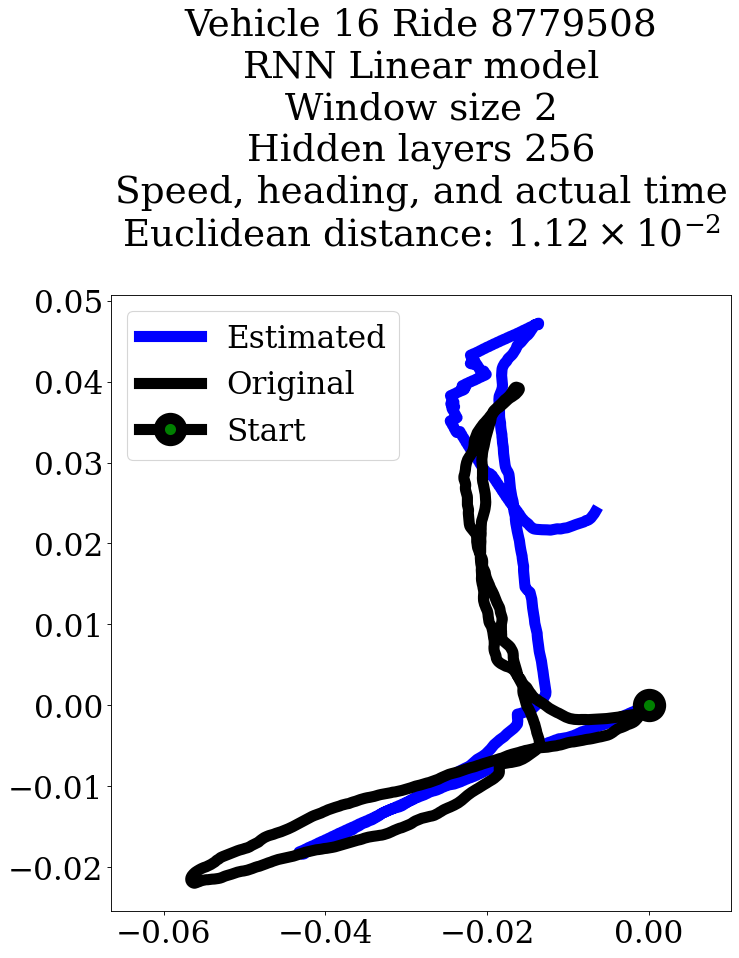 Vehicle 16 Ride 8779508
RNN Linear model
Window size 2
Hidden layers 256
Speed, heading, and actual time
Euclidean distance: 1.12 × 10⁻²
Estimated
Original
Start
0.05
0.04
0.03
0.02
0.01
0.00
−0.01
−0.02
−0.06 −0.04 −0.02 0.00